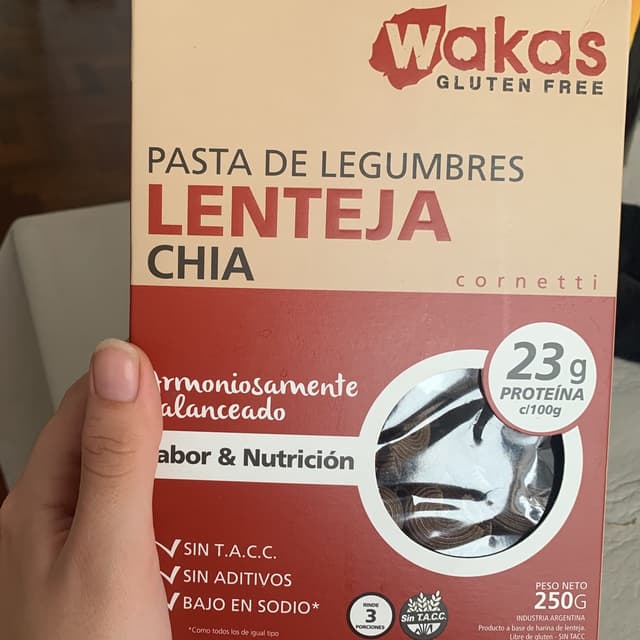 Wakas
GLUTEN FREE
PASTA DE LEGUMBRES
LENTEJA
CHIA
cornetti
23 g
PROTEÍNA
c/100g
rmoniosamente
alanceado
abor & Nutrición
SIN T.A.C.C.
SIN ADITIVOS
BAJO EN SODIO*
*Como todos los de igual tipo
RINDE
3
PORCIONES
Sin T.A.C.C.
PESO NETO
250G
INDUSTRIA ARGENTINA
Producto a base de harina de lenteja.
Libre de gluten - SIN TACC